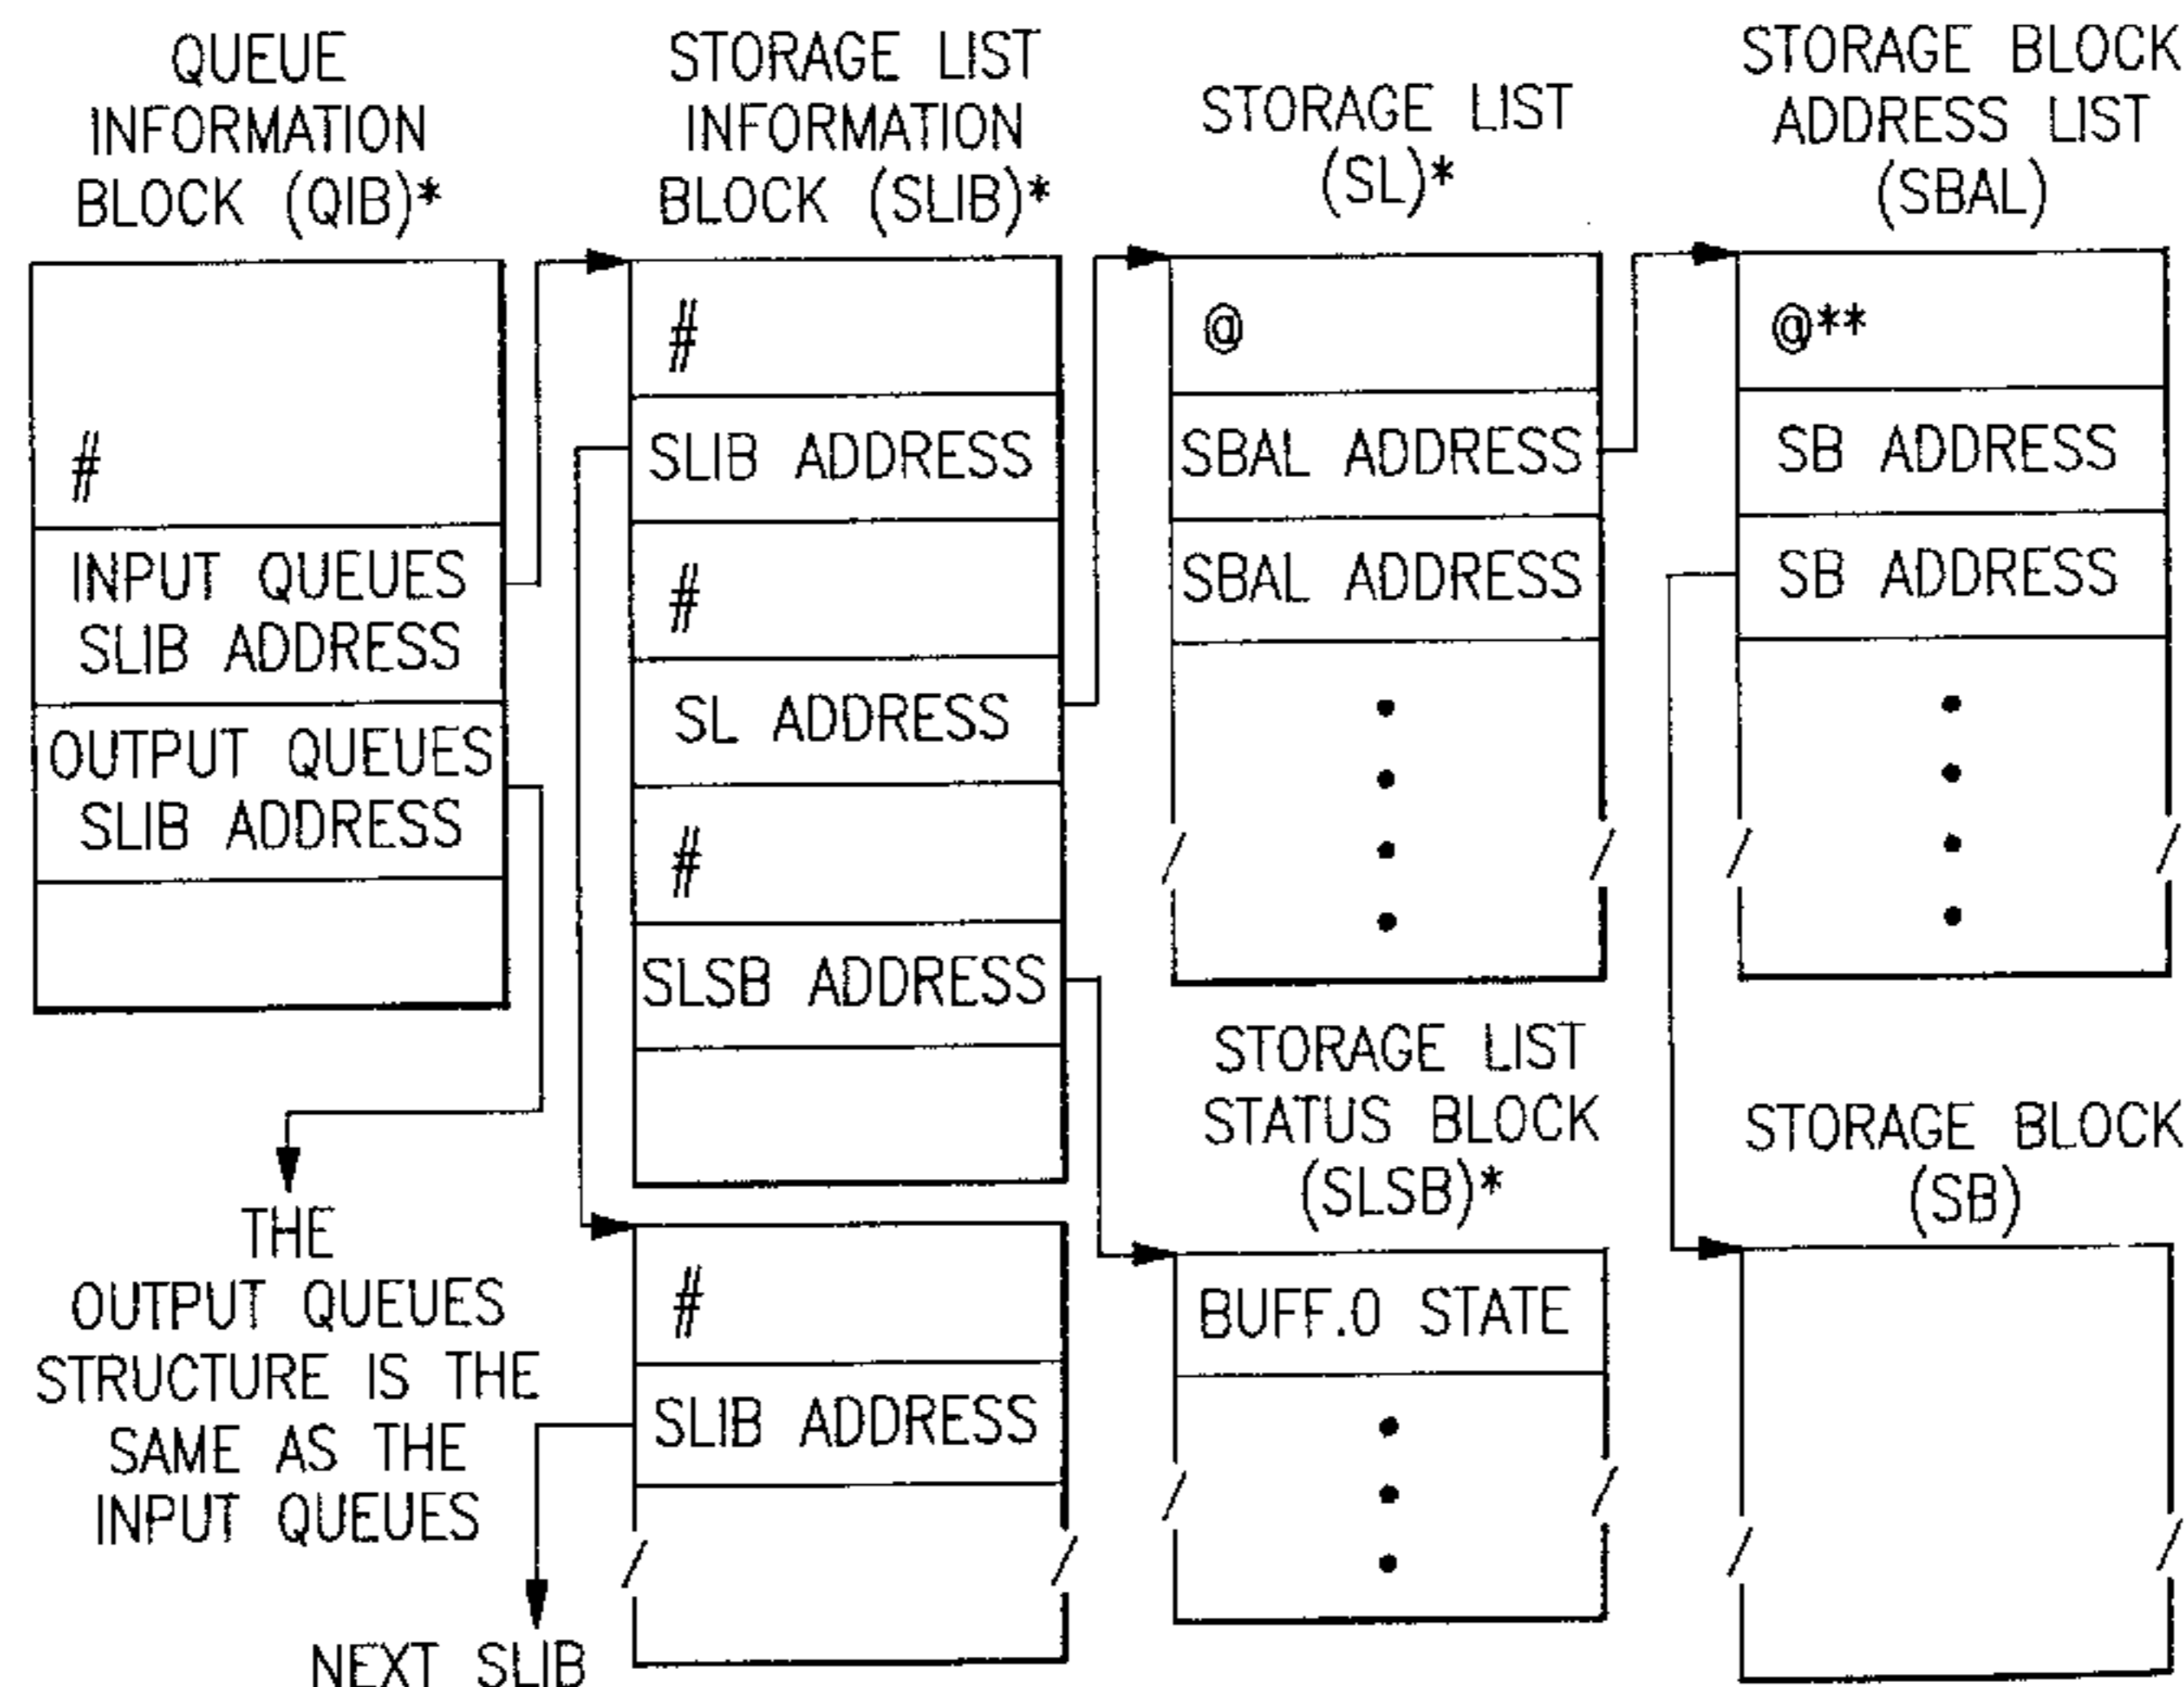 QUEUE
INFORMATION
BLOCK (QIB)*
#
INPUT QUEUES
SLIB ADDRESS
OUTPUT QUEUES
SLIB ADDRESS
THE
OUTPUT QUEUES
STRUCTURE IS THE
SAME AS THE
INPUT QUEUES
STORAGE LIST
INFORMATION
BLOCK (SLIB)*
#
SLIB ADDRESS
#
SL ADDRESS
#
SLSB ADDRESS
#
SLIB ADDRESS
NEXT SLIB
STORAGE LIST
(SL)*
@
SBAL ADDRESS
SBAL ADDRESS
STORAGE LIST
STATUS BLOCK
(SLSB)*
BUFF.0 STATE
STORAGE BLOCK
ADDRESS LIST
(SBAL)
@**
SB ADDRESS
SB ADDRESS
STORAGE BLOCK
(SB)